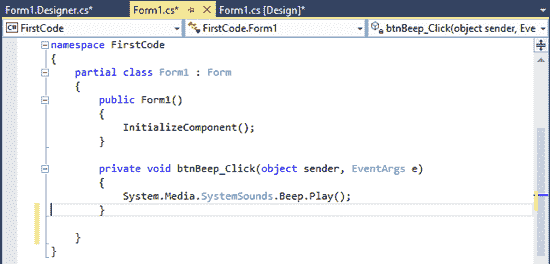 Form1.Designer.cs* Form1.cs* Form1.cs [Design]*
FirstCode FirstCode.Form1 btnBeep_Click(object sender, Eve
namespace FirstCode
{
partial class Form1 : Form
{
public Form1()
{
InitializeComponent();
}
private void btnBeep_Click(object sender, EventArgs e)
{
System.Media.SystemSounds.Beep.Play();
}
}
}